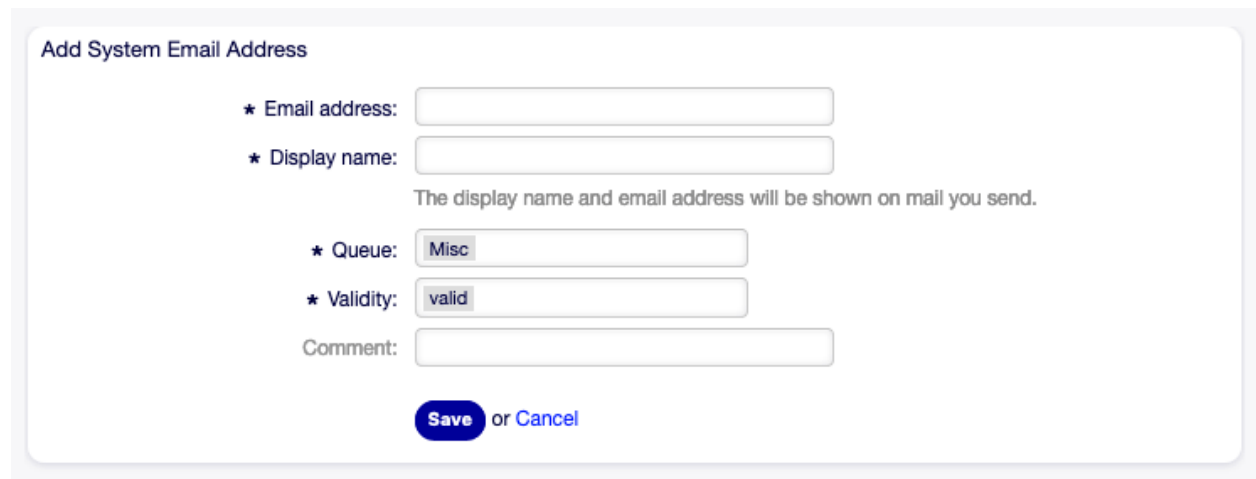 Add System Email Address
★ Email address:
★ Display name:
The display name and email address will be shown on mail you send.
★ Queue: Misc
★ Validity: valid
Comment:
Save or Cancel